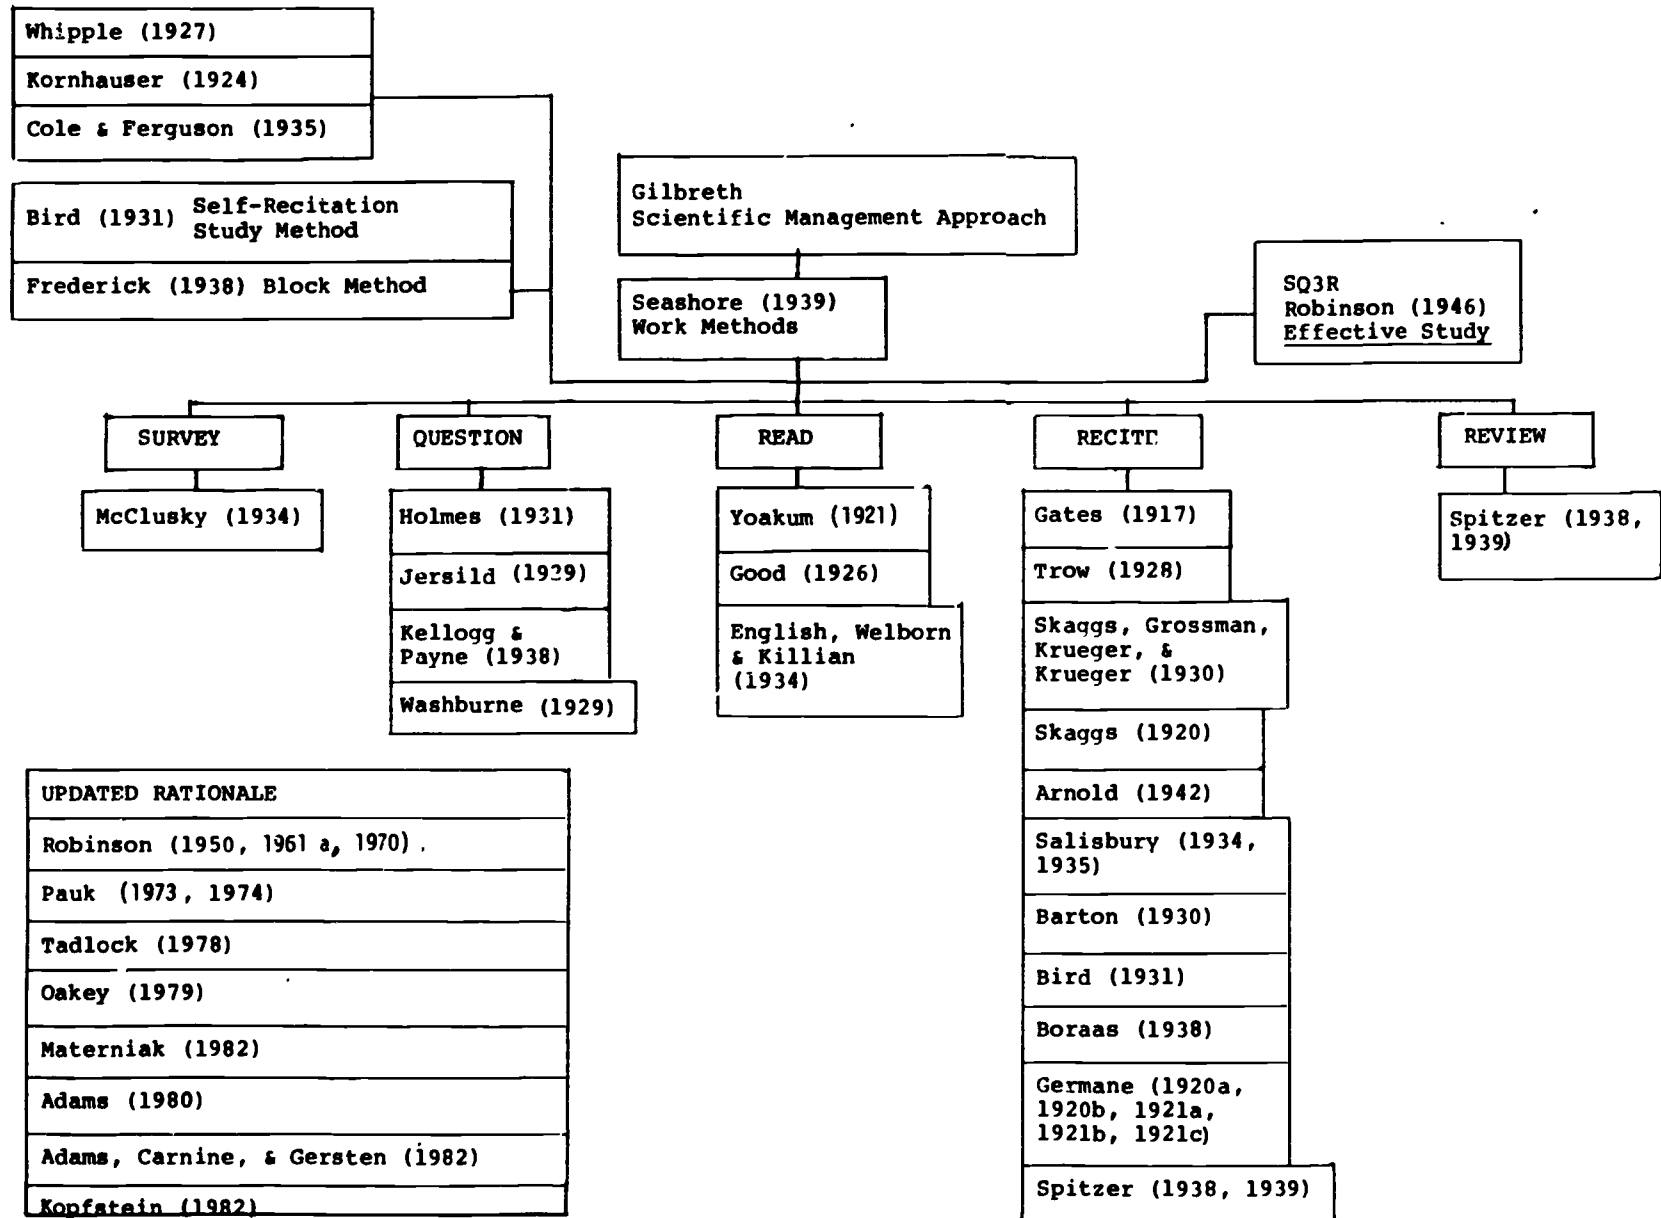 Whipple (1927)
Kornhauser (1924)
Cole & Ferguson (1935)
Bird (1931) Self-Recitation
Study Method
Frederick (1938) Block Method
Gilbreth
Scientific Management Approach
Seashore (1939)
Work Methods
SQ3R
Robinson (1946)
Effective Study
SURVEY
McClusky (1934)
QUESTION
Holmes (1931)
Jersild (1929)
Kellogg &
Payne (1938)
Washburne (1929)
READ
Yoakum (1921)
Good (1926)
English, Welborn
& Killian
(1934)
RECITE
Gates (1917)
Trow (1928)
Skaggs, Grossman,
Krueger, &
Krueger (1930)
Skaggs (1920)
Arnold (1942)
Salisbury (1934,
1935)
Barton (1930)
Bird (1931)
Boraas (1938)
Germane (1920a,
1920b, 1921a,
1921b, 1921c)
Spitzer (1938, 1939)
REVIEW
Spitzer (1938,
1939)
UPDATED RATIONALE
Robinson (1950, 1961 a, 1970).
Pauk (1973, 1974)
Tadlock (1978)
Oakey (1979)
Materniak (1982)
Adams (1980)
Adams, Carnine, & Gersten (1982)
Kopfstein (1982)